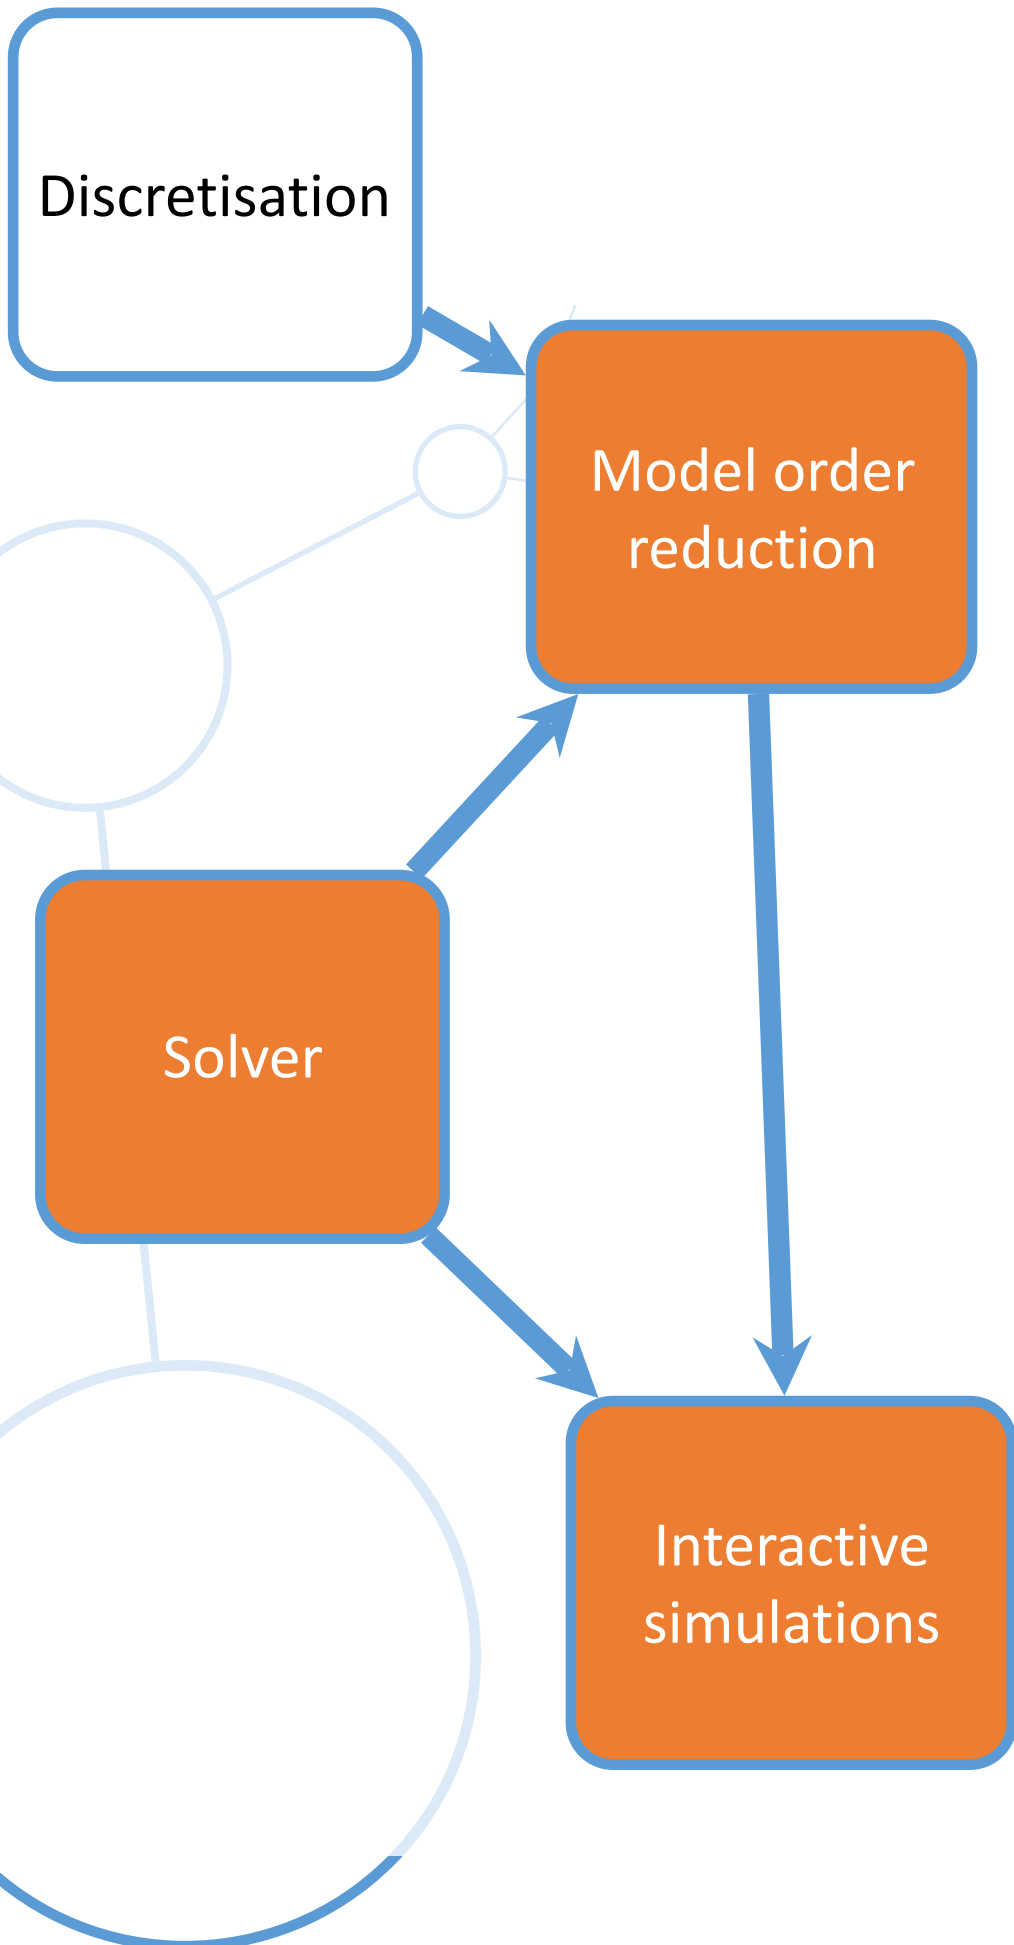 Discretisation
Model order
reduction
Solver
Interactive
simulations